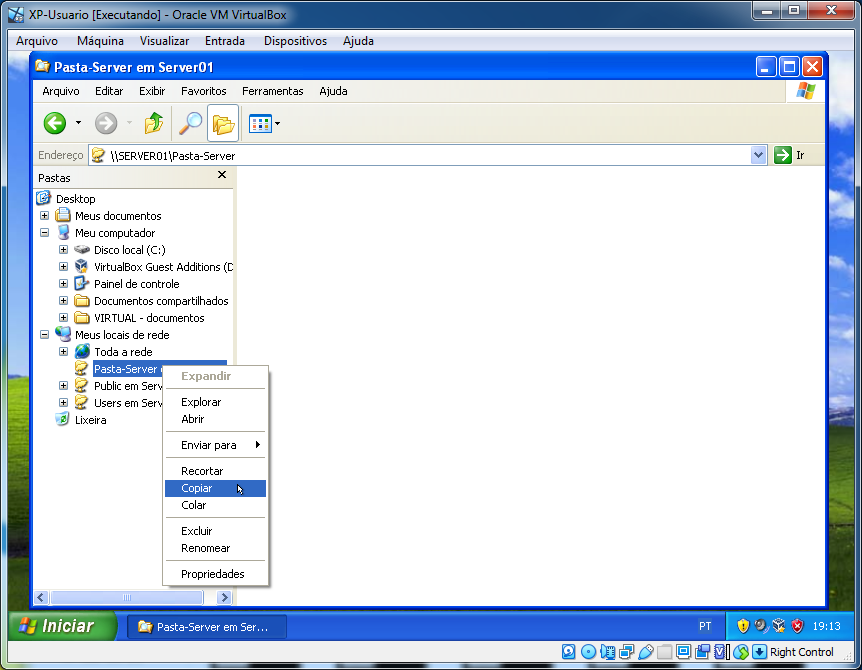 XP-Usuario [Executando] - Oracle VM VirtualBox
Arquivo Máquina Visualizar Entrada Dispositivos Ajuda
Pasta-Server em Server01
Arquivo Editar Exibir Favoritos Ferramentas Ajuda
Endereço \\SERVER01\Pasta-Server Ir
Pastas
Desktop
Meus documentos
Meu computador
Disco local (C:)
VirtualBox Guest Additions (D
Painel de controle
Documentos compartilhados
VIRTUAL - documentos
Meus locais de rede
Toda a rede
Pasta-Server
Public em Serv
Users em Serv
Lixeira
Expandir
Explorar
Abrir
Enviar para
Recortar
Copiar
Colar
Excluir
Renomear
Propriedades
Iniciar Pasta-Server em Ser... PT 19:13
Right Control